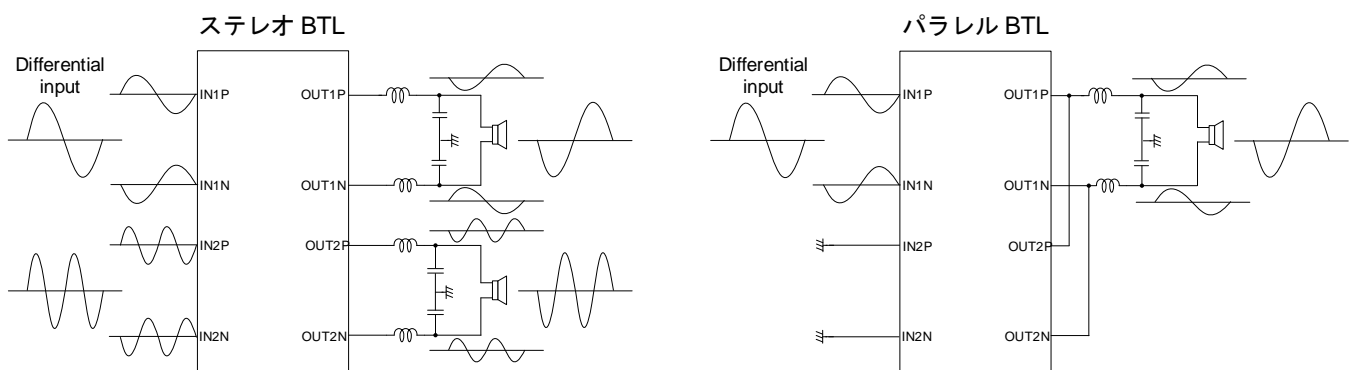 ステレオ BTL
Differential
input
IN1P
IN1N
IN2P
IN2N
OUT1P
OUT1N
OUT2P
OUT2N
パラレル BTL
Differential
input
IN1P
IN1N
IN2P
IN2N
OUT1P
OUT1N
OUT2P
OUT2N